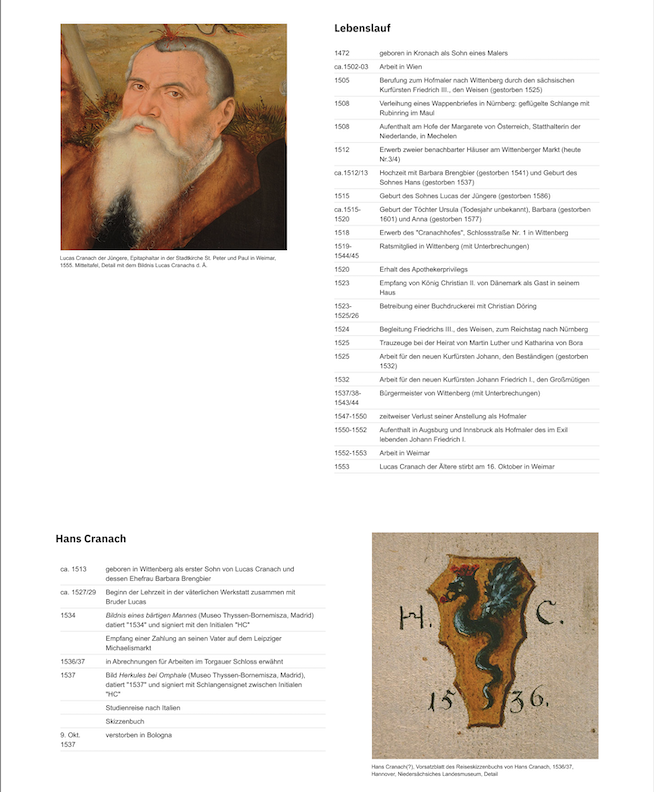 Lebenslauf
1472 geboren in Kronach als Sohn eines Malers
ca.1502-03 Arbeit in Wien
1505 Berufung zum Hofmaler nach Wittenberg durch den sächsischen
Kurfürsten Friedrich III., den Weisen (gestorben 1525)
1508 Verleihung eines Wappenbriefes in Nürnberg: geflügelte Schlange mit
Rubinring im Maul
1508 Aufenthalt am Hofe der Margarete von Österreich, Statthalterin der
Niederlande, in Mechelen
1512 Erwerb zweier benachbarter Häuser am Wittenberger Markt (heute
Nr.3/4)
ca.1512/13 Hochzeit mit Barbara Brengbier (gestorben 1541) und Geburt des
Sohnes Hans (gestorben 1537)
1515 Geburt des Sohnes Lucas der Jüngere (gestorben 1586)
ca.1515- Geburt der Töchter Ursula (Todesjahr unbekannt), Barbara (gestorben
1520 1601) und Anna (gestorben 1577)
1518 Erwerb des "Cranachhofes", Schlossstraße Nr. 1 in Wittenberg
1519- Ratsmitglied in Wittenberg (mit Unterbrechungen)
1544/45
1520 Erhalt des Apothekerprivilegs
1523 Empfang von König Christian II. von Dänemark als Gast in seinem
Haus
1523- Betreibung einer Buchdruckerei mit Christian Döring
1525/26
1524 Begleitung Friedrichs III., des Weisen, zum Reichstag nach Nürnberg
1525 Trauzeuge bei der Heirat von Martin Luther und Katharina von Bora
1525 Arbeit für den neuen Kurfürsten Johann, den Beständigen (gestorben
1532)
1532 Arbeit für den neuen Kurfürsten Johann Friedrich I., den Großmütigen
1537/38- Bürgermeister von Wittenberg (mit Unterbrechungen)
1543/44
1547-1550 zeitweiser Verlust seiner Anstellung als Hofmaler
1550-1552 Aufenthalt in Augsburg und Innsbruck als Hofmaler des im Exil
lebenden Johann Friedrich I.
1552-1553 Arbeit in Weimar
1553 Lucas Cranach der Ältere stirbt am 16. Oktober in Weimar
Lucas Cranach der Jüngere, Epitaphaltar in der Stadtkirche St. Peter und Paul in Weimar,
1555. Mitteltafel, Detail mit dem Bildnis Lucas Cranachs d. Ä.
Hans Cranach
ca. 1513 geboren in Wittenberg als erster Sohn von Lucas Cranach und
dessen Ehefrau Barbara Brengbier
ca. 1527/29 Beginn der Lehrzeit in der väterlichen Werkstatt zusammen mit
Bruder Lucas
1534 Bildnis eines bärtigen Mannes (Museo Thyssen-Bornemisza, Madrid)
datiert "1534" und signiert mit den Initialen "HC"
Empfang einer Zahlung an seinen Vater auf dem Leipziger
Michaelismarkt
1536/37 in Abrechnungen für Arbeiten im Torgauer Schloss erwähnt
1537 Bild Herkules bei Omphale (Museo Thyssen-Bornemisza, Madrid),
datiert "1537" und signiert mit Schlangensignet zwischen Initialen
"HC"
Studienreise nach Italien
Skizzenbuch
9. Okt. verstorben in Bologna
1537
H. C.
15 36.
Hans Cranach(?), Vorsatzblatt des Reiseskizzenbuchs von Hans Cranach, 1536/37,
Hannover, Niedersächsiches Landesmuseum, Detail